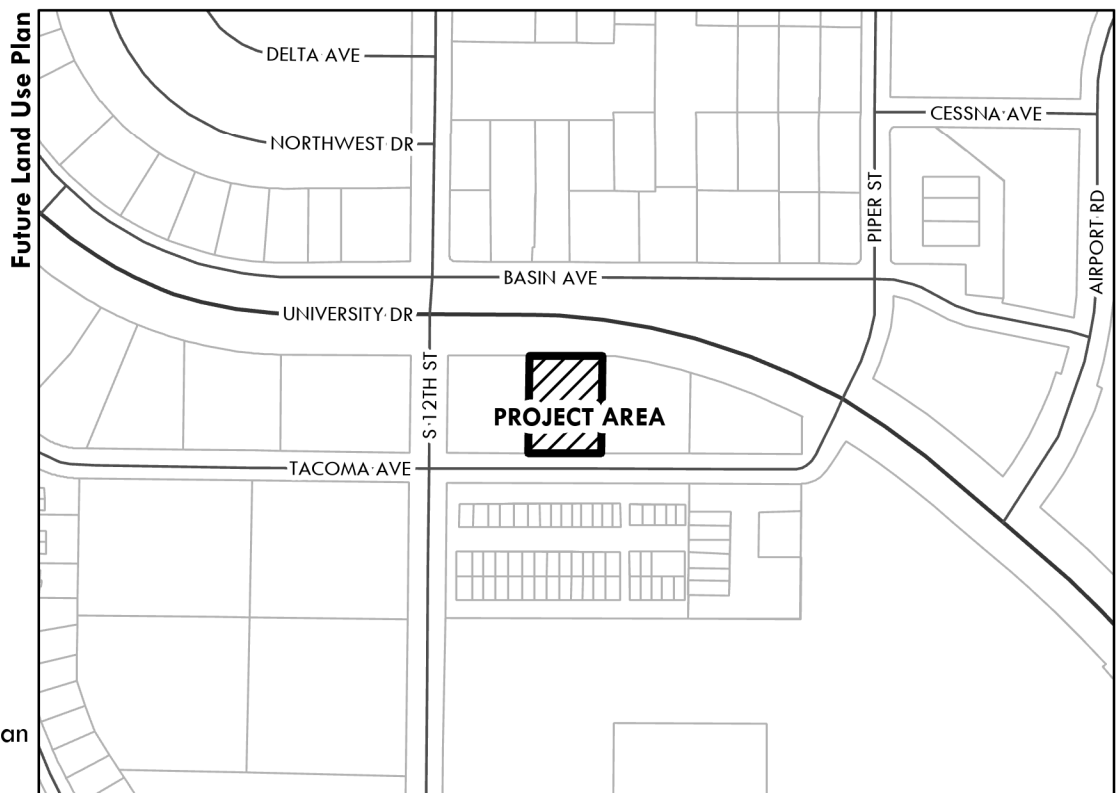 Future Land Use Plan
DELTA AVE
NORTHWEST DR
CESSNA AVE
PIPER ST
AIRPORT RD
BASIN AVE
UNIVERSITY DR
S 12TH ST
PROJECT AREA
TACOMA AVE
an